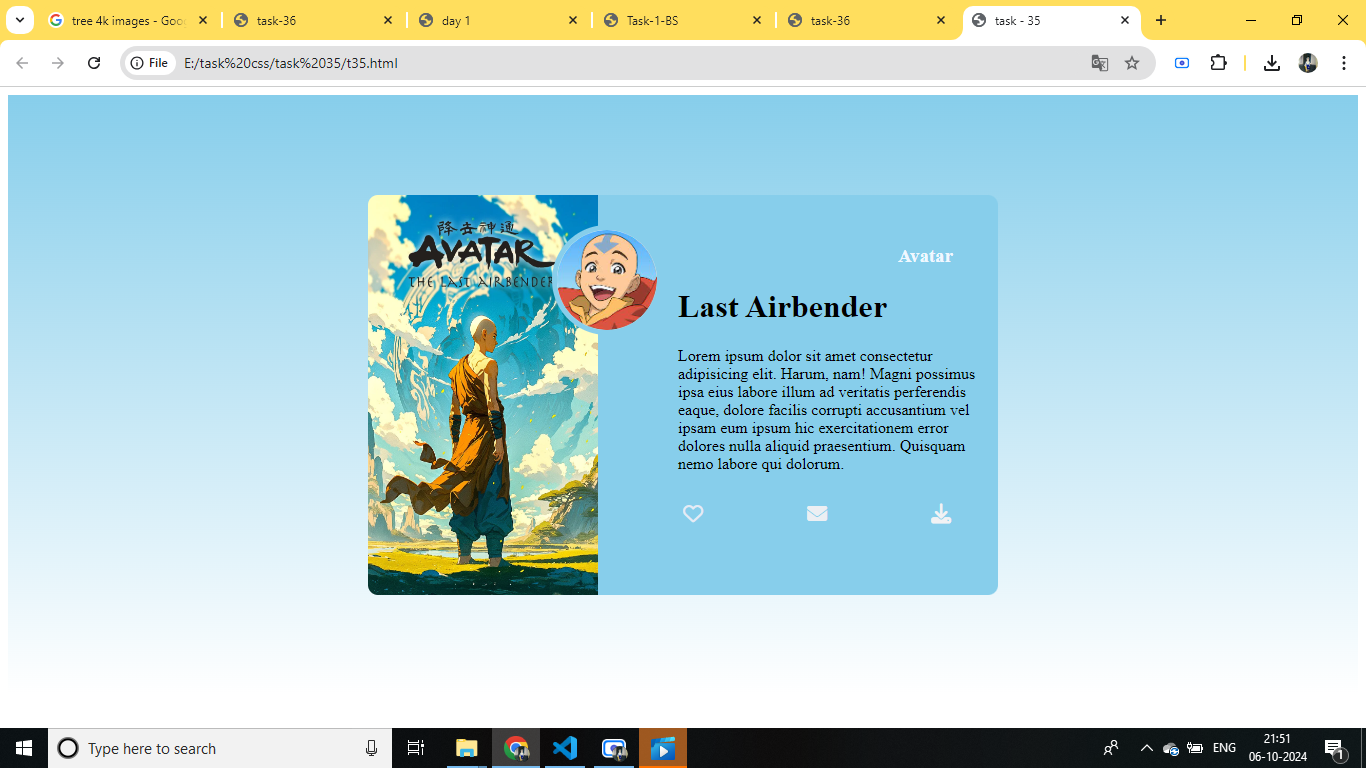 tree 4k images - Goo
task-36
day 1
Task-1-BS
task-36
task - 35
File
E:/task%20css/task%2035/t35.html
降去神通
AVATAR
THE LAST AIRBENDER
Avatar
Last Airbender
Lorem ipsum dolor sit amet consectetur
adipisicing elit. Harum, nam! Magni possimus
ipsa eius labore illum ad veritatis perferendis
eaque, dolore facilis corrupti accusantium vel
ipsam eum ipsum hic exercitationem error
dolores nulla aliquid praesentium. Quisquam
nemo labore qui dolorum.
Type here to search
ENG
21:51
06-10-2024
1